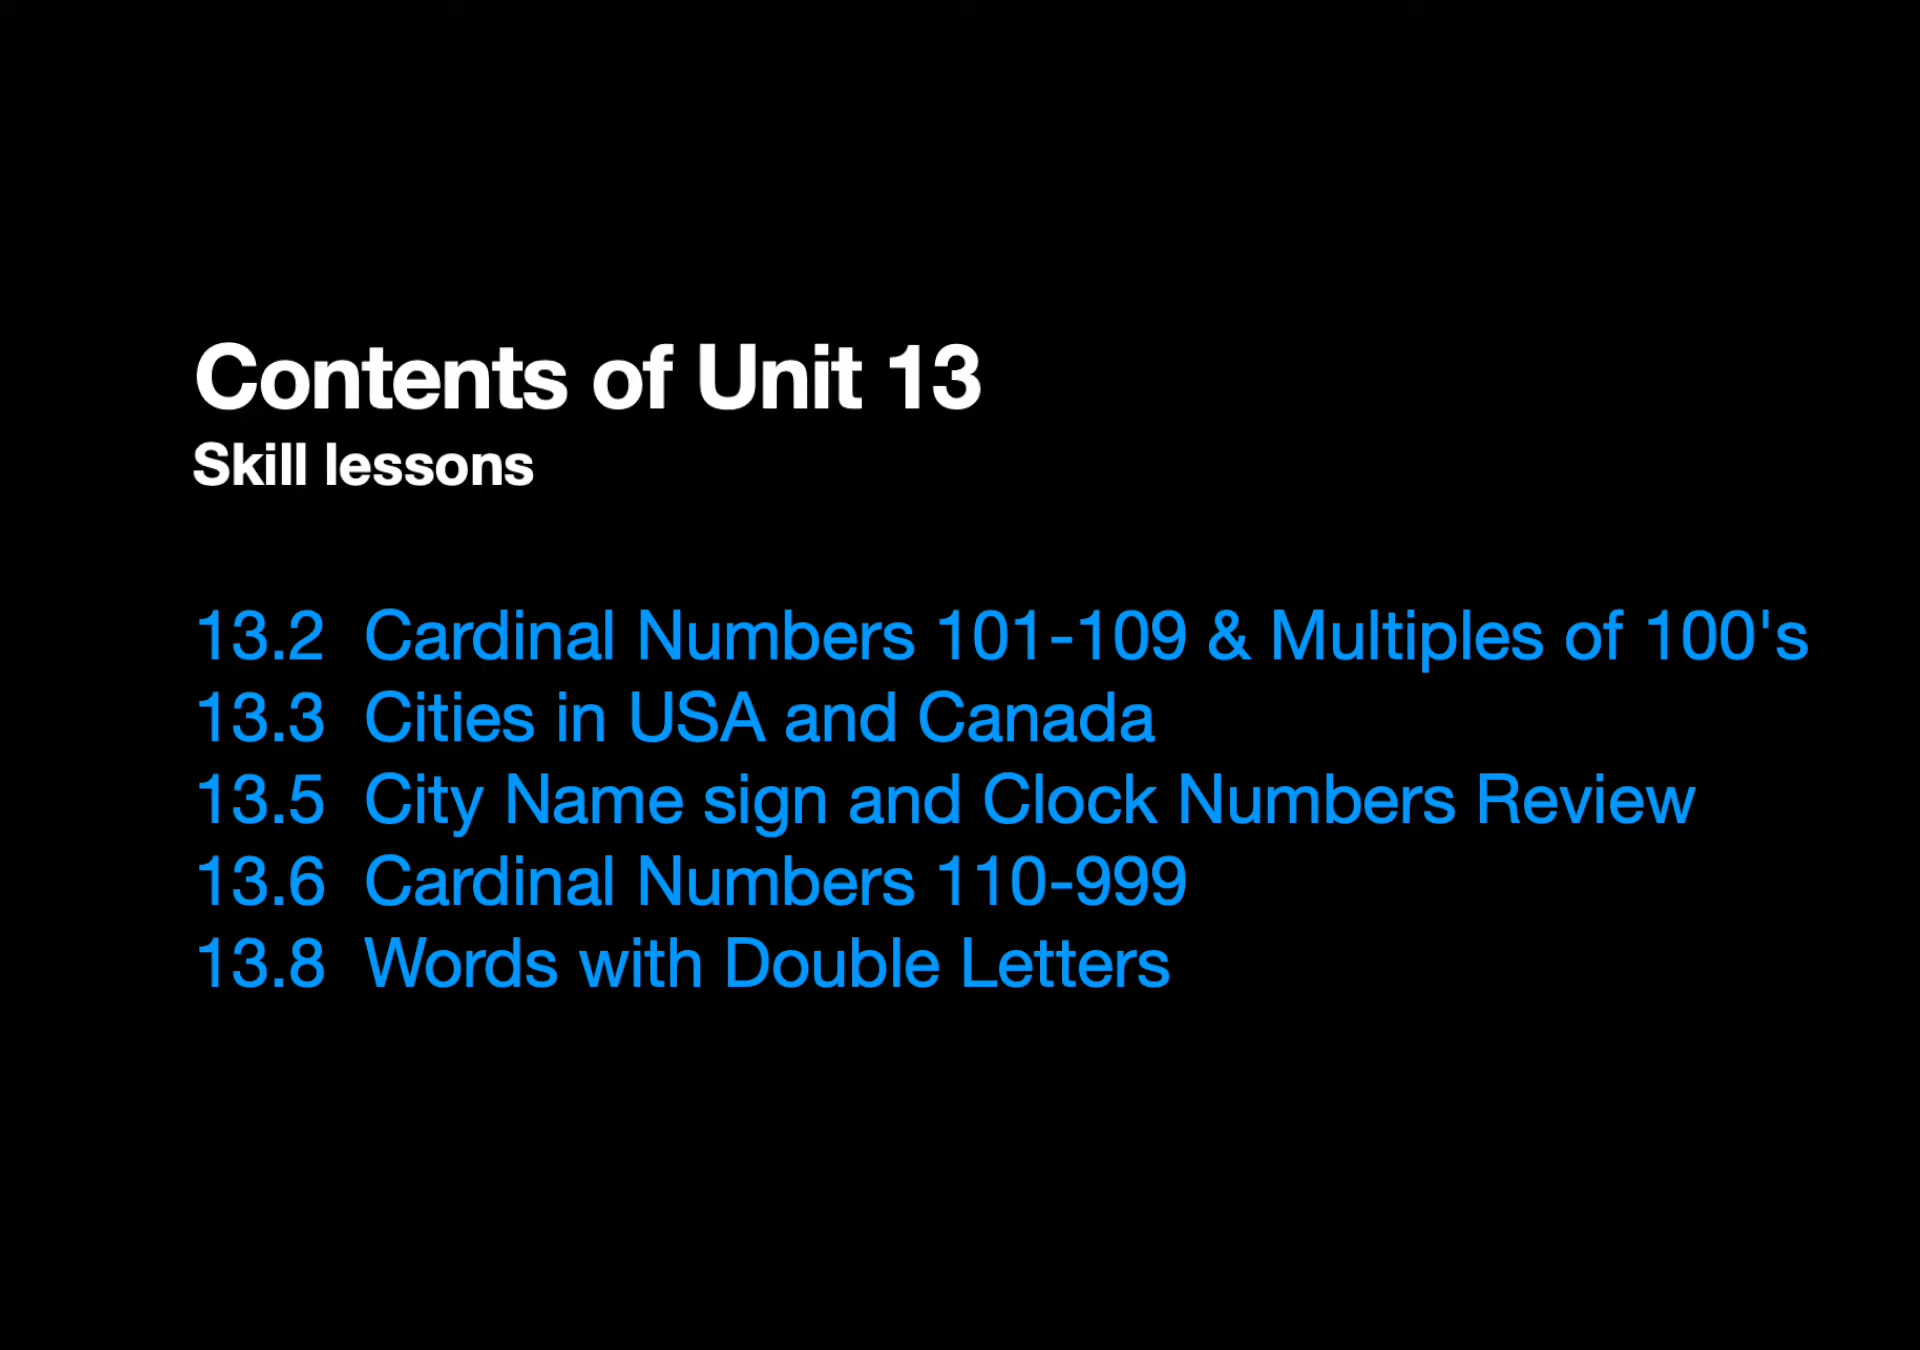 Contents of Unit 13
Skill lessons
13.2 Cardinal Numbers 101-109 & Multiples of 100's
13.3 Cities in USA and Canada
13.5 City Name sign and Clock Numbers Review
13.6 Cardinal Numbers 110-999
13.8 Words with Double Letters